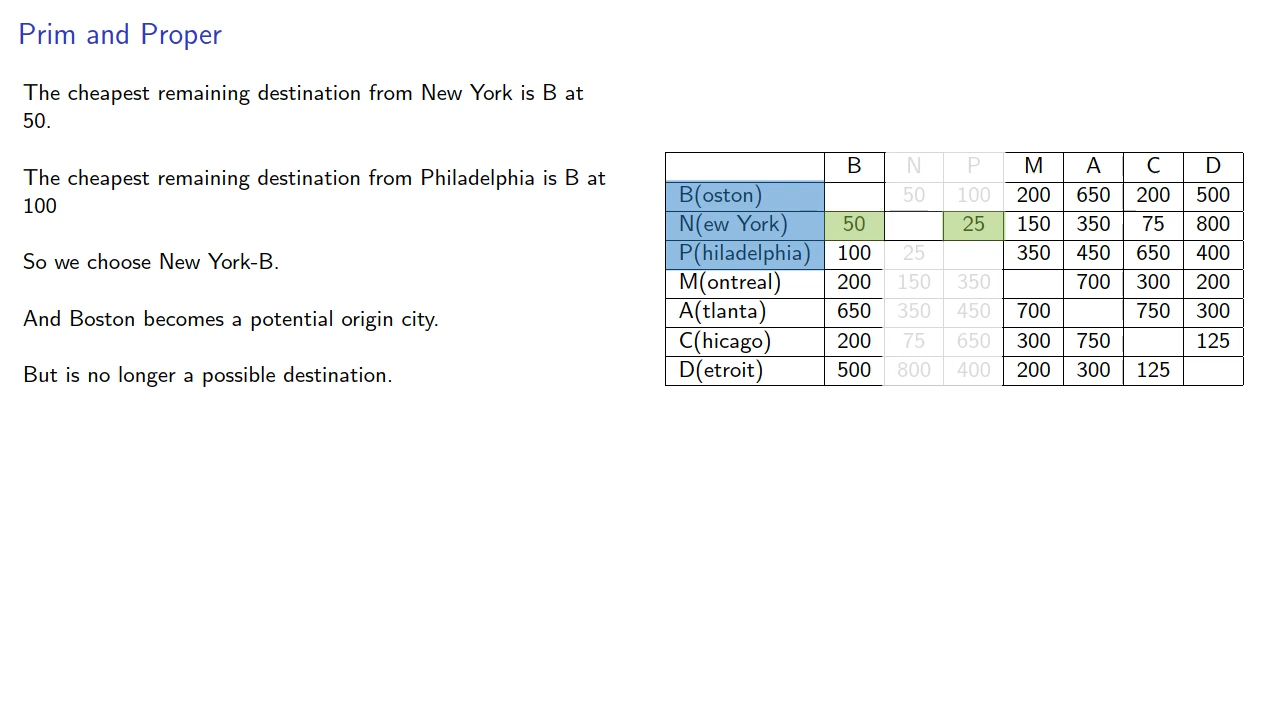 Prim and Proper
The cheapest remaining destination from New York is B at
50.
The cheapest remaining destination from Philadelphia is B at
100
So we choose New York-B.
And Boston becomes a potential origin city.
But is no longer a possible destination.
B N P M A C D
B(oston) 50 100 200 650 200 500
N(ew York) 50 25 150 350 75 800
P(hiladelphia) 100 25 350 450 650 400
M(ontreal) 200 150 350 700 300 200
A(tlanta) 650 350 450 700 750 300
C(hicago) 200 75 650 300 750 125
D(etroit) 500 800 400 200 300 125